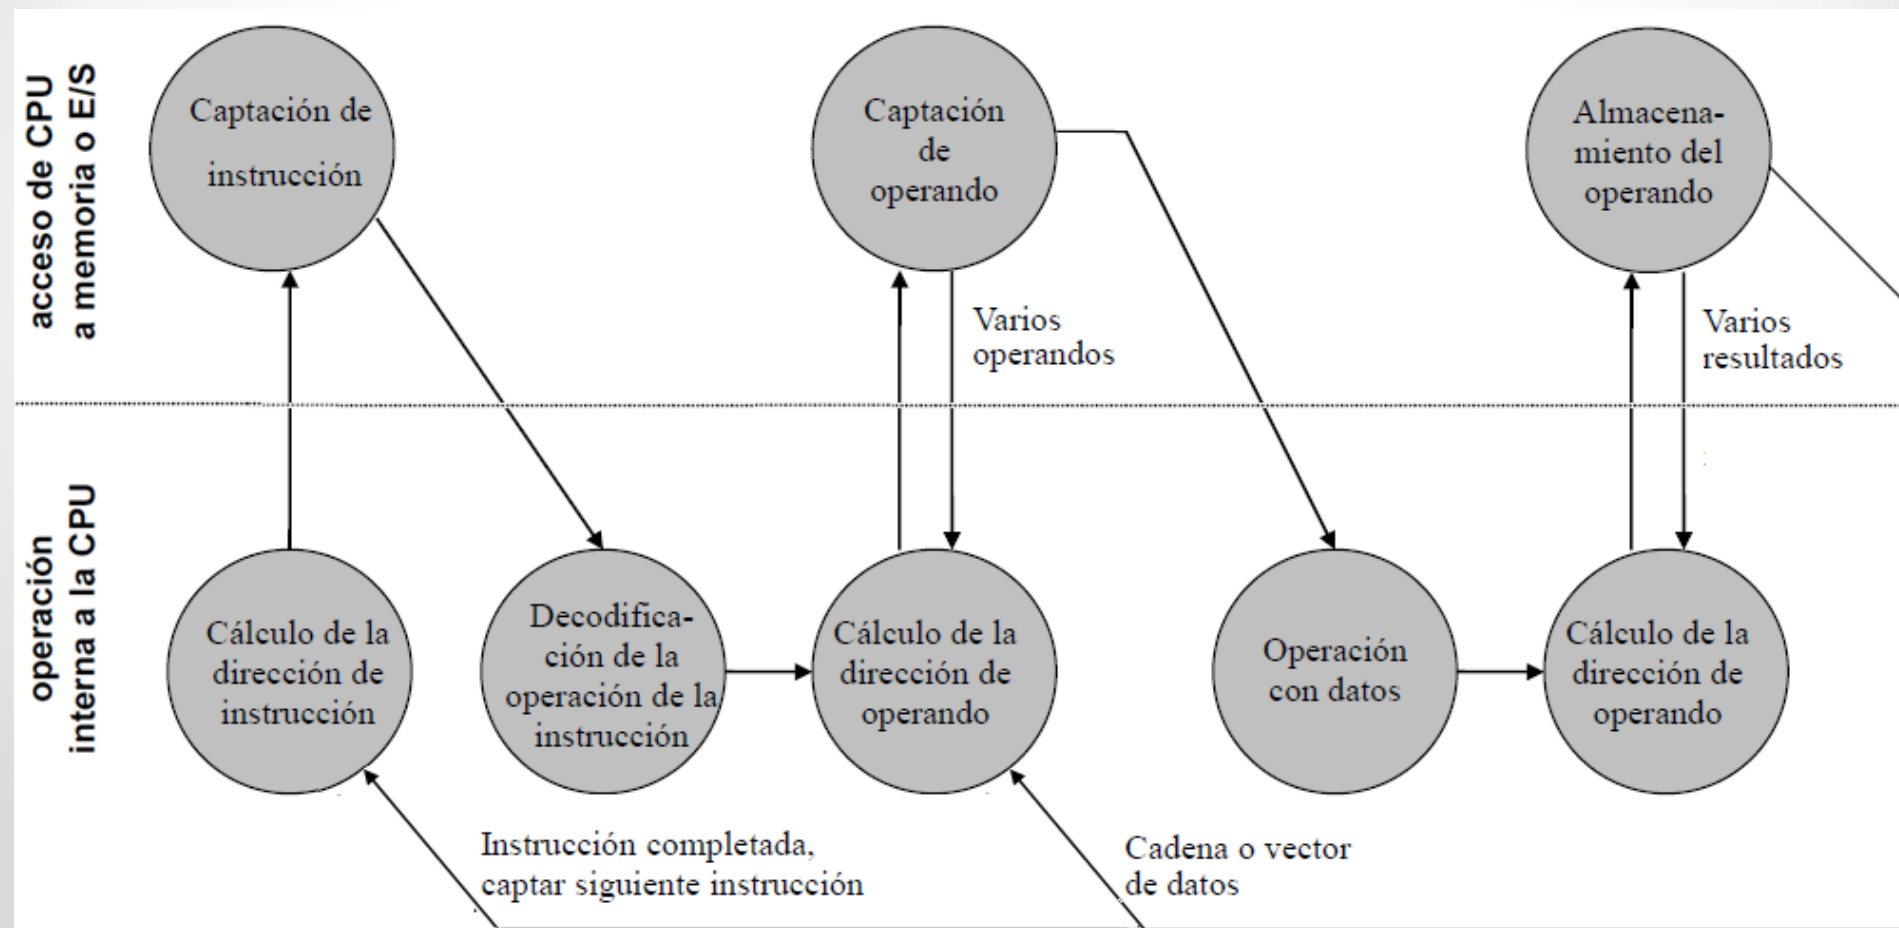 acceso de CPU
a memoria o E/S
Captación de
instrucción
Captación
de
operando
Almacena-
miento del
operando
Varios
operandos
Varios
resultados
operación
interna a la CPU
Cálculo de la
dirección de
instrucción
Decodifica-
ción de la
operación de la
instrucción
Cálculo de la
dirección de
operando
Operación
con datos
Cálculo de la
dirección de
operando
Instrucción completada,
captar siguiente instrucción
Cadena o vector
de datos